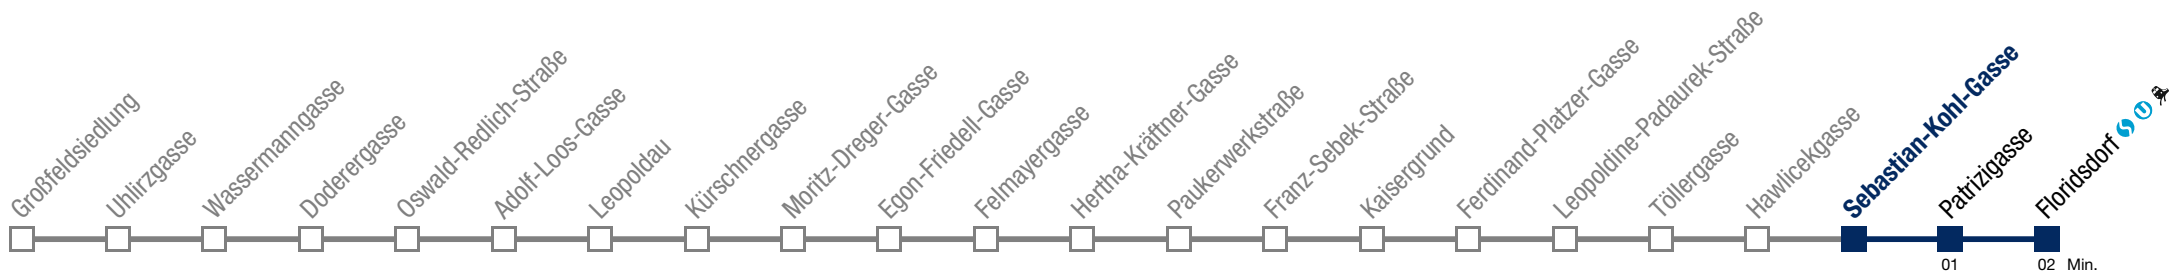 Großfeldsiedlung
Uhlirzgasse
Wassermanngasse
Doderergasse
Oswald-Redlich-Straße
Adolf-Loos-Gasse
Leopoldau
Kürschnergasse
Moritz-Dreger-Gasse
Egon-Friedell-Gasse
Felmayergasse
Hertha-Kräftner-Gasse
Paukerwerkstraße
Franz-Sebek-Straße
Kaisergrund
Ferdinand-Platzer-Gasse
Leopoldine-Padaurek-Straße
Töllergasse
Hawlicekgasse
Sebastian-Kohl-Gasse
Patrizigasse
Floridsdorf S U
01 02 Min.